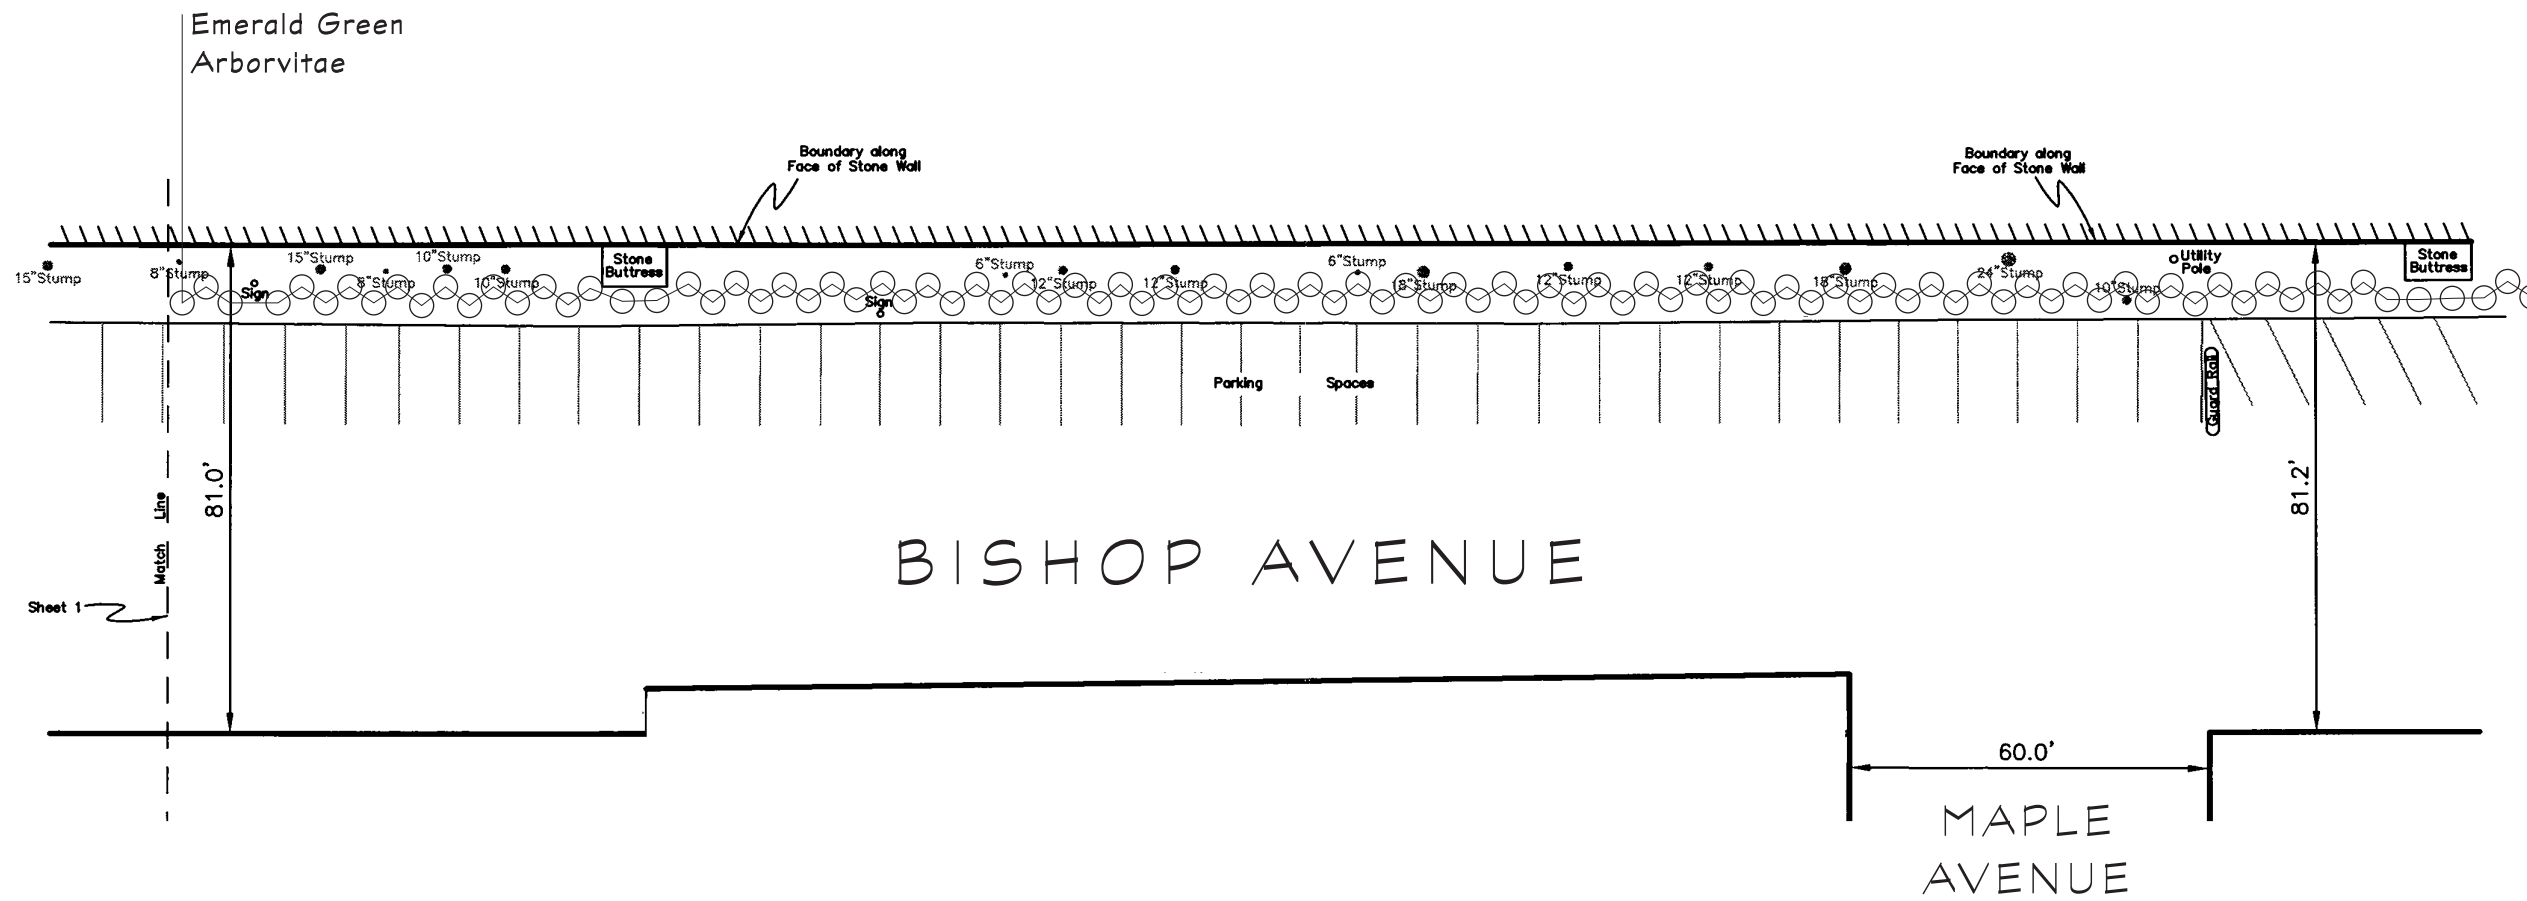 Emerald Green
Arborvitae
Boundary along
Face of Stone Wall
Boundary along
Face of Stone Wall
15"Stump
8"Stump
Sign
15"Stump
8"Stump
10"Stump
10"Stump
Stone
Buttress
Sign
6"Stump
12"Stump
12"Stump
6"Stump
18"Stump
12"Stump
12"Stump
18"Stump
24"Stump
10"Stump
Utility
Pole
Stone
Buttress
Parking Spaces
Guard Rail
81.0'
81.2'
Match Line
BISHOP AVENUE
Sheet 1
60.0'
MAPLE
AVENUE